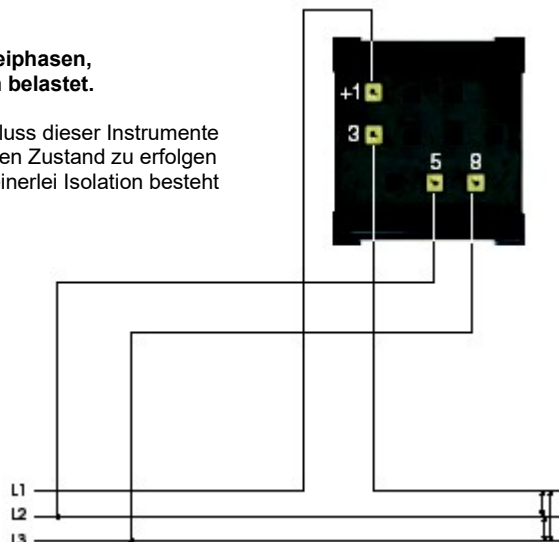 eiphasen,
belastet.
luss dieser Instrumente
en Zustand zu erfolgen
inerlei Isolation besteht
+1
3
5 8
L1
L2
L3